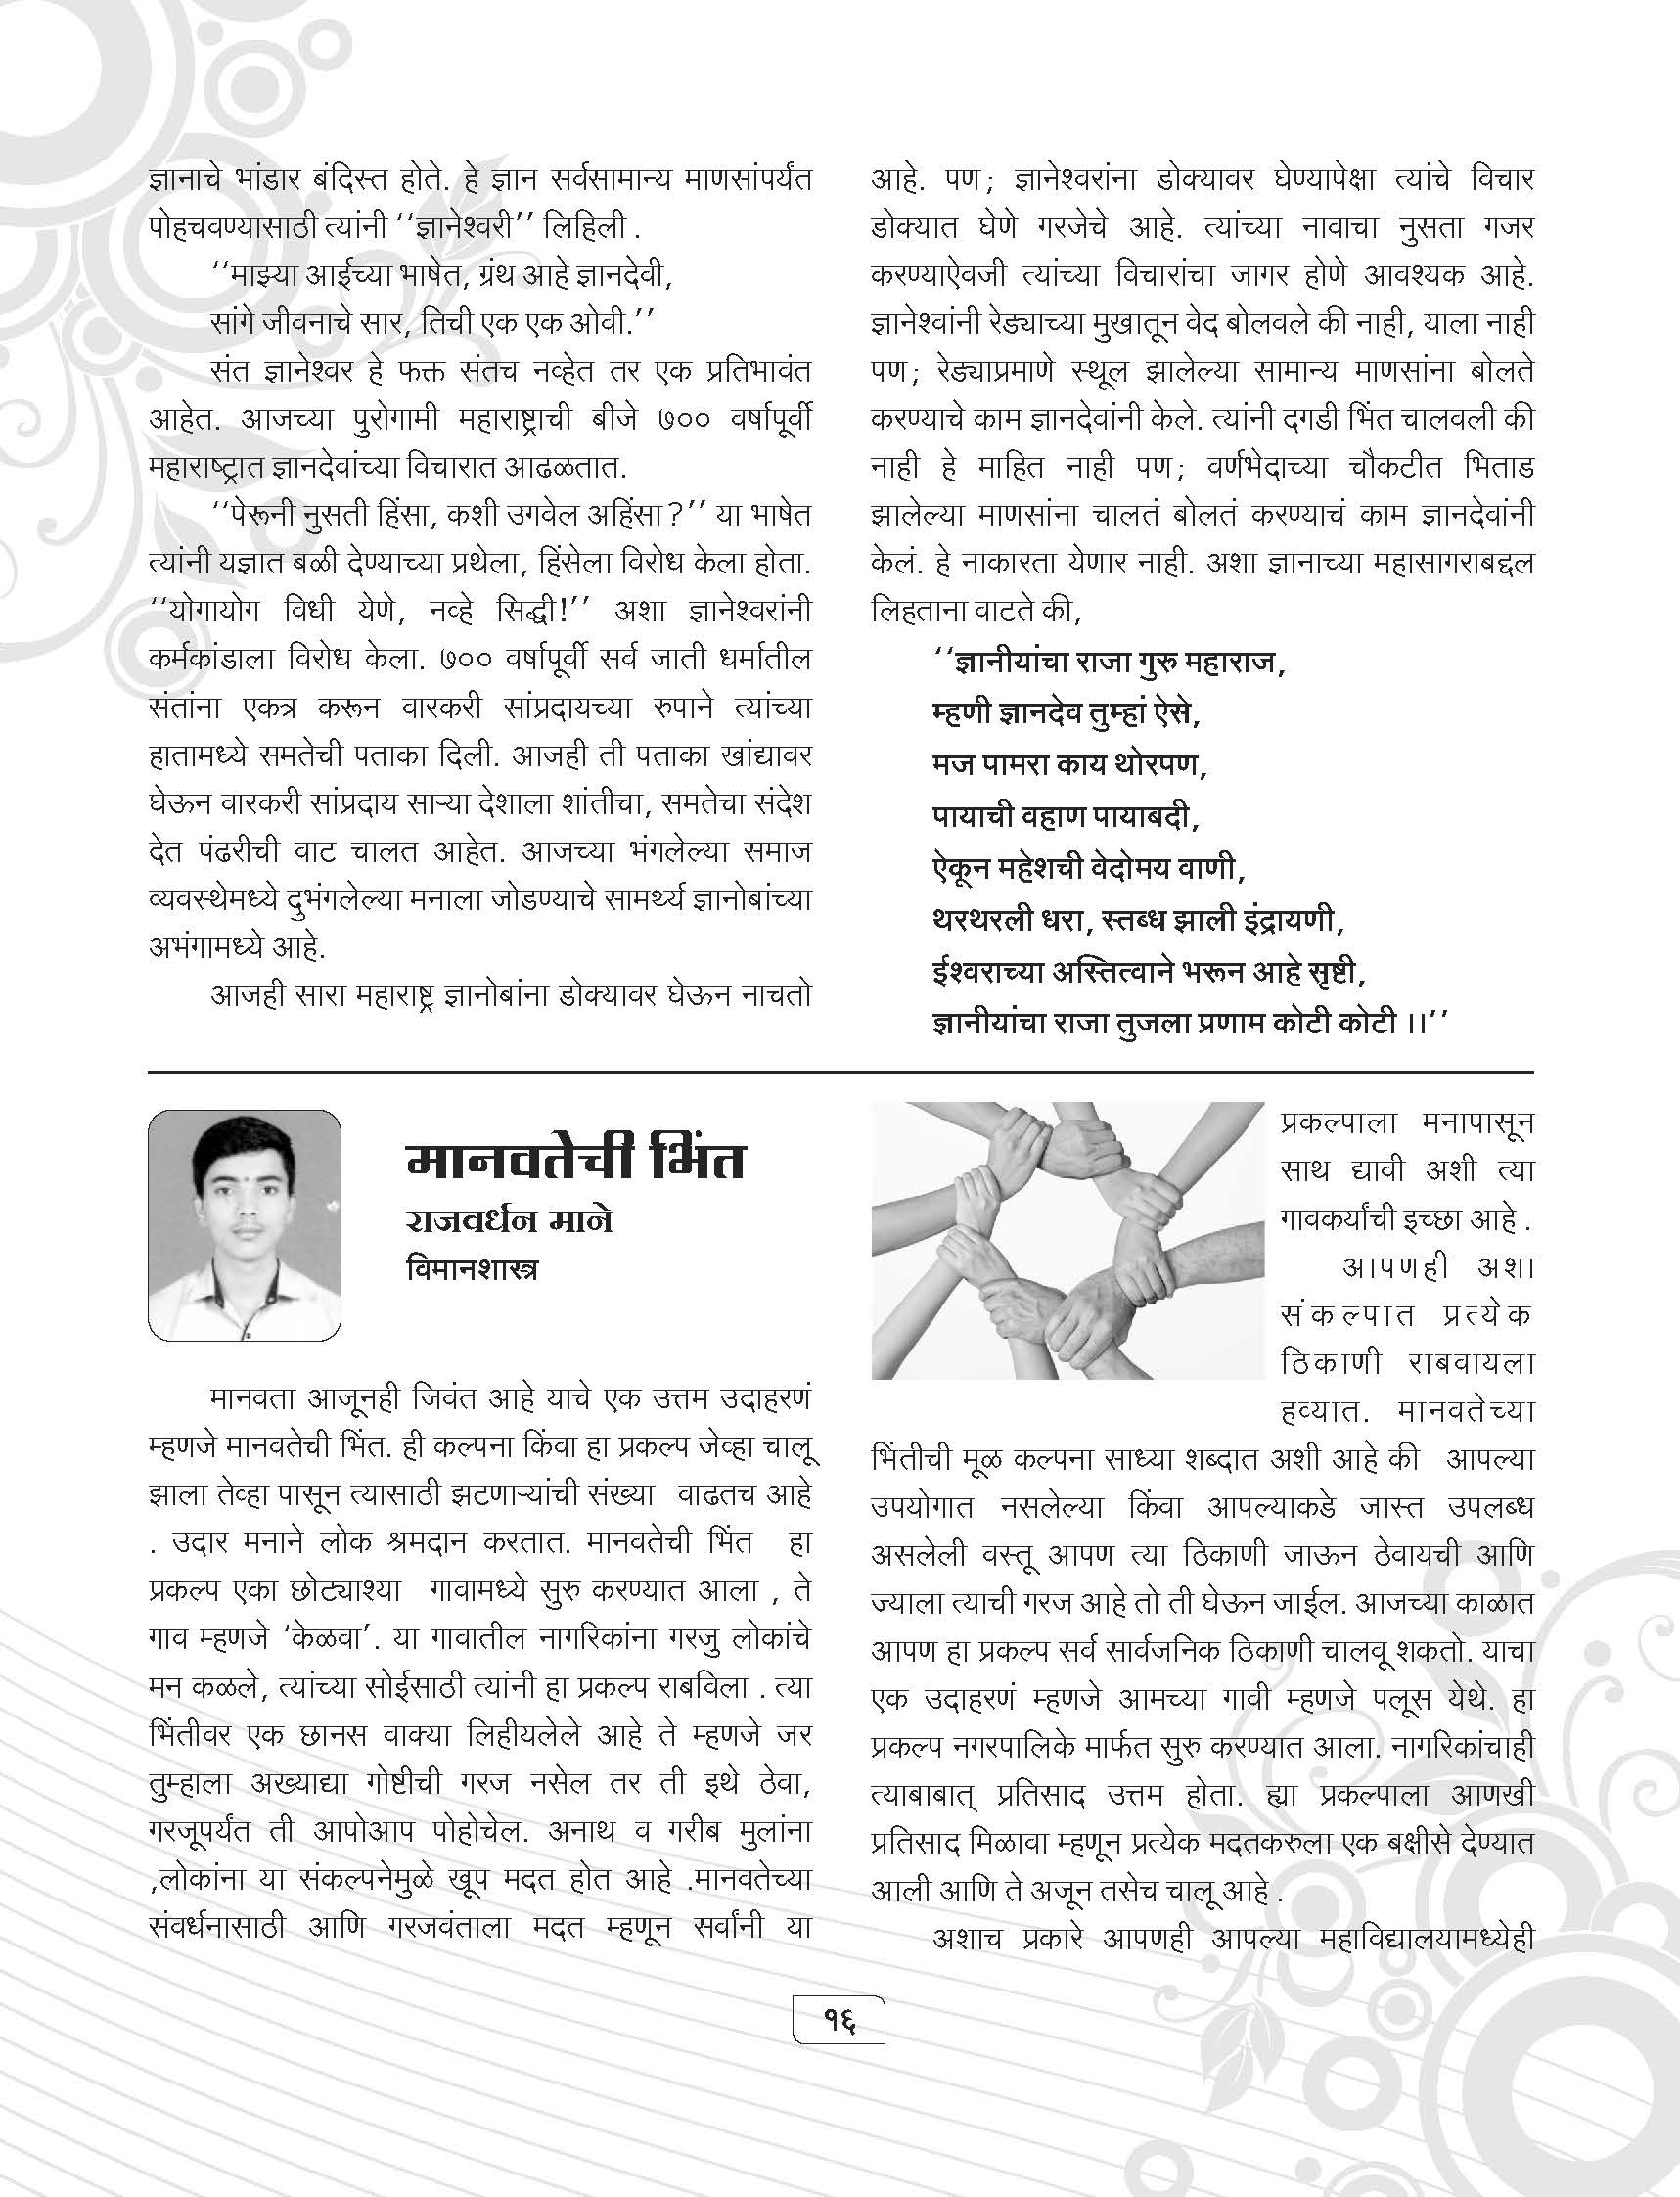 ज्ञानाचे भांडार बंदिस्त होते. हे ज्ञान सर्वसामान्य माणसांपर्यंत
पोहचवण्यासाठी त्यांनी ‘‘ज्ञानेश्वरी’’ लिहिली .
‘‘माझ्या आईच्या भाषेत, ग्रंथ आहे ज्ञानदेवी,
सांगे जीवनाचे सार, तिची एक एक ओवी.’’
संत ज्ञानेश्वर हे फक्त संतच नव्हेत तर एक प्रतिभावंत
आहेत. आजच्या पुरोगामी महाराष्ट्राची बीजे ७०० वर्षापूर्वी
महाराष्ट्रात ज्ञानदेवांच्या विचारात आढळतात.
‘‘पेरूनी नुसती हिंसा, कशी उगवेल अहिंसा?’’ या भाषेत
त्यांनी यज्ञात बळी देण्याच्या प्रथेला, हिंसेला विरोध केला होता.
‘‘योगायोग विधी येणे, नव्हे सिद्धी!’’ अशा ज्ञानेश्वरांनी
कर्मकांडाला विरोध केला. ७०० वर्षापूर्वी सर्व जाती धर्मातील
संतांना एकत्र करून वारकरी सांप्रदायच्या रुपाने त्यांच्या
हातामध्ये समतेची पताका दिली. आजही ती पताका खांद्यावर
घेऊन वारकरी सांप्रदाय साऱ्या देशाला शांतीचा, समतेचा संदेश
देत पंढरीची वाट चालत आहेत. आजच्या भंगलेल्या समाज
व्यवस्थेमध्ये दुभंगलेल्या मनाला जोडण्याचे सामर्थ्य ज्ञानोबांच्या
अभंगामध्ये आहे.
आजही सारा महाराष्ट्र ज्ञानोबांना डोक्यावर घेऊन नाचतो
आहे. पण; ज्ञानेश्वरांना डोक्यावर घेण्यापेक्षा त्यांचे विचार
डोक्यात घेणे गरजेचे आहे. त्यांच्या नावाचा नुसता गजर
करण्याऐवजी त्यांच्या विचारांचा जागर होणे आवश्यक आहे.
ज्ञानेश्वांनी रेड्याच्या मुखातून वेद बोलवले की नाही, याला नाही
पण; रेड्याप्रमाणे स्थूल झालेल्या सामान्य माणसांना बोलते
करण्याचे काम ज्ञानदेवांनी केले. त्यांनी दगडी भिंत चालवली की
नाही हे माहित नाही पण; वर्णभेदाच्या चौकटीत भिताड
झालेल्या माणसांना चालतं बोलतं करण्याचं काम ज्ञानदेवांनी
केलं. हे नाकारता येणार नाही. अशा ज्ञानाच्या महासागराबद्दल
लिहताना वाटते की,
‘‘ज्ञानीयांचा राजा गुरु महाराज,
म्हणी ज्ञानदेव तुम्हां ऐसे,
मज पामरा काय थोरपण,
पायाची वहाण पायाबदी,
ऐकून महेशची वेदोमय वाणी,
थरथरली धरा, स्तब्ध झाली इंद्रायणी,
ईश्वराच्या अस्तित्वाने भरून आहे सृष्टी,
ज्ञानीयांचा राजा तुजला प्रणाम कोटी कोटी ।।’’
मानवतेची भिंत
राजवर्धन माने
विमानशास्त्र
मानवता आजूनही जिवंत आहे याचे एक उत्तम उदाहरणं
म्हणजे मानवतेची भिंत. ही कल्पना किंवा हा प्रकल्प जेव्हा चालू
झाला तेव्हा पासून त्यासाठी झटणाऱ्यांची संख्या वाढतच आहे
. उदार मनाने लोक श्रमदान करतात. मानवतेची भिंत हा
प्रकल्प एका छोट्याश्या गावामध्ये सुरु करण्यात आला , ते
गाव म्हणजे ‘केळवा’. या गावातील नागरिकांना गरजु लोकांचे
मन कळले, त्यांच्या सोईसाठी त्यांनी हा प्रकल्प राबविला . त्या
भिंतीवर एक छानस वाक्या लिहीयलेले आहे ते म्हणजे जर
तुम्हाला अख्याद्या गोष्टीची गरज नसेल तर ती इथे ठेवा,
गरजूपर्यंत ती आपोआप पोहोचेल. अनाथ व गरीब मुलांना
,लोकांना या संकल्पनेमुळे खूप मदत होत आहे .मानवतेच्या
संवर्धनासाठी आणि गरजवंताला मदत म्हणून सर्वांनी या
प्रकल्पाला मनापासून
साथ द्यावी अशी त्या
गावकर्यांची इच्छा आहे .
आपणही अशा
संकल्पात प्रत्येक
ठिकाणी राबवायला
हव्यात. मानवतेच्या
भिंतीची मूळ कल्पना साध्या शब्दात अशी आहे की आपल्या
उपयोगात नसलेल्या किंवा आपल्याकडे जास्त उपलब्ध
असलेली वस्तू आपण त्या ठिकाणी जाऊन ठेवायची आणि
ज्याला त्याची गरज आहे तो ती घेऊन जाईल. आजच्या काळात
आपण हा प्रकल्प सर्व सार्वजनिक ठिकाणी चालवू शकतो. याचा
एक उदाहरणं म्हणजे आमच्या गावी म्हणजे पलूस येथे. हा
प्रकल्प नगरपालिके मार्फत सुरु करण्यात आला. नागरिकांचाही
त्याबाबात् प्रतिसाद उत्तम होता. ह्या प्रकल्पाला आणखी
प्रतिसाद मिळावा म्हणून प्रत्येक मदतकरुला एक बक्षीसे देण्यात
आली आणि ते अजून तसेच चालू आहे .
अशाच प्रकारे आपणही आपल्या महाविद्यालयामध्येही
१६